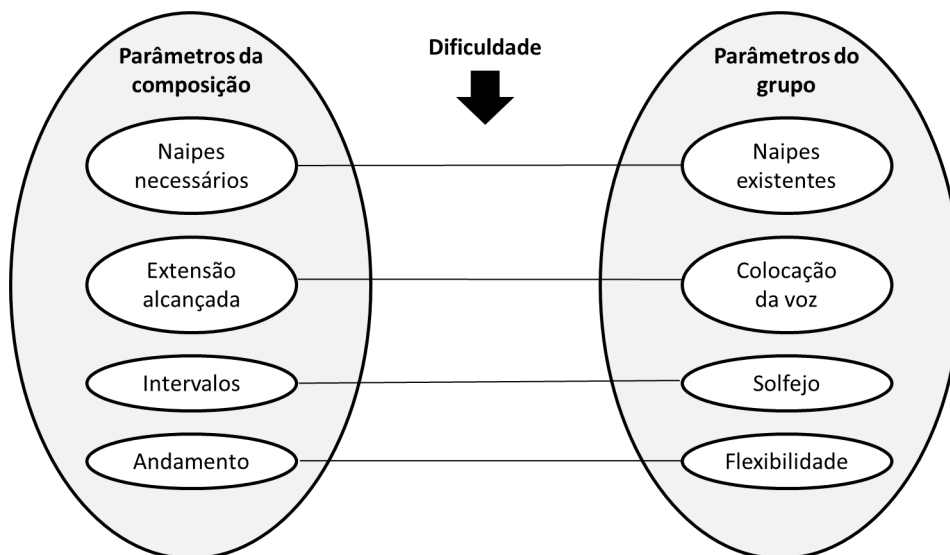 Parâmetros da
composição
Naipes
necessários
Extensão
alcançada
Intervalos
Andamento
Dificuldade
Parâmetros do
grupo
Naipes
existentes
Colocação
da voz
Solfejo
Flexibilidade